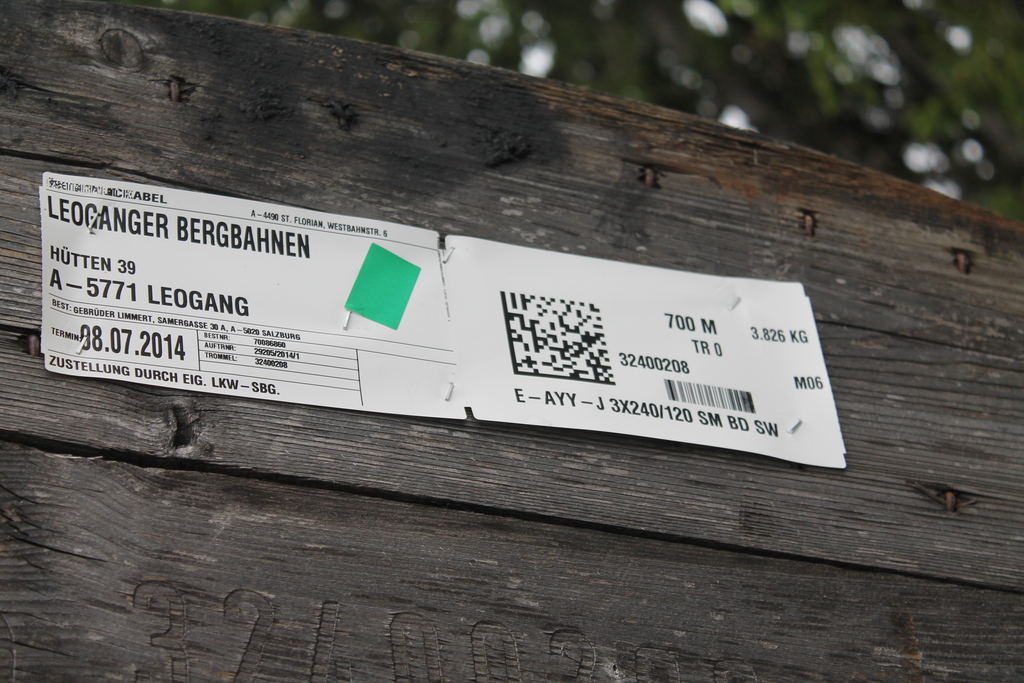 KABEL
A-4490 ST. FLORIAN, WESTBAHNSTR. 6
LEOGANGER BERGBAHNEN
HÜTTEN 39
A-5771 LEOGANG
BEST: GEBRÜDER LIMMERT, SAMERGASSE 30 A, A-5020 SALZBURG
TERMIN: 08.07.2014
BESTNR: 70086860
AUFTRNR: 29205/2014/1
TROMMEL: 32400208
ZUSTELLUNG DURCH EIG. LKW-SBG.
700 M
TR 0
3.826 KG
32400208
M06
E-AYY-J 3X240/120 SM BD SW
32400208